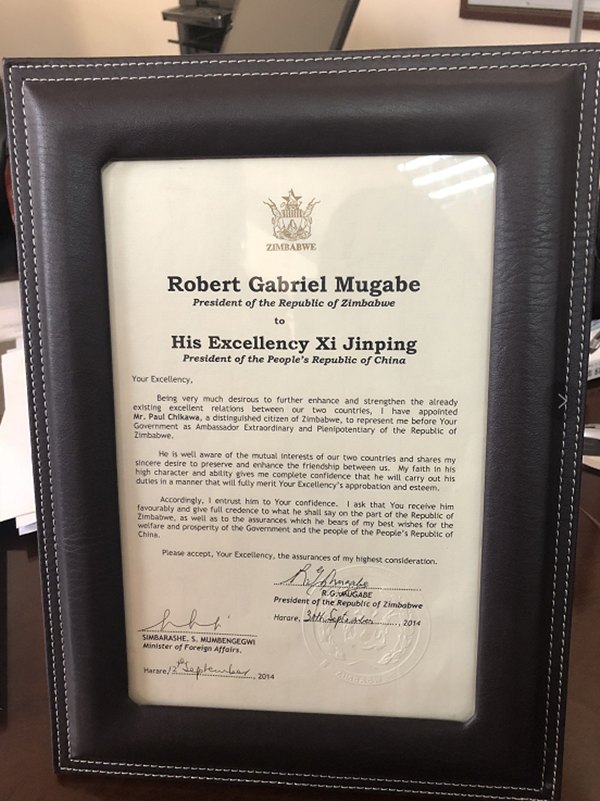 ZIMBABWE
Robert Gabriel Mugabe
President of the Republic of Zimbabwe
to
His Excellency Xi Jinping
President of the People's Republic of China
Your Excellency,
Being very much desirous to further enhance and strengthen the already
existing excellent relations between our two countries, I have appointed
Mr. Paul Chikawa, a distinguished citizen of Zimbabwe, to represent me before Your
Government as Ambassador Extraordinary and Plenipotentiary of the Republic of
Zimbabwe.
He is well aware of the mutual interests of our two countries and shares my
sincere desire to preserve and enhance the friendship between us. My faith in his
high character and ability gives me complete confidence that he will carry out his
duties in a manner that will fully merit Your Excellency's approbation and esteem.
Accordingly, I entrust him to Your confidence. I ask that You receive him
favourably and give full credence to what he shall say on the part of the Republic of
Zimbabwe, as well as to the assurances which he bears of my best wishes for the
welfare and prosperity of the Government and the people of the People's Republic of
China.
Please accept, Your Excellency, the assurances of my highest consideration.
RGMugabe
R.G.MUGABE
President of the Republic of Zimbabwe
Harare, 30th September, 2014
SIMBARASHE. S. MUMBENGEGWI
Minister of Foreign Affairs.
Harare September, 2014